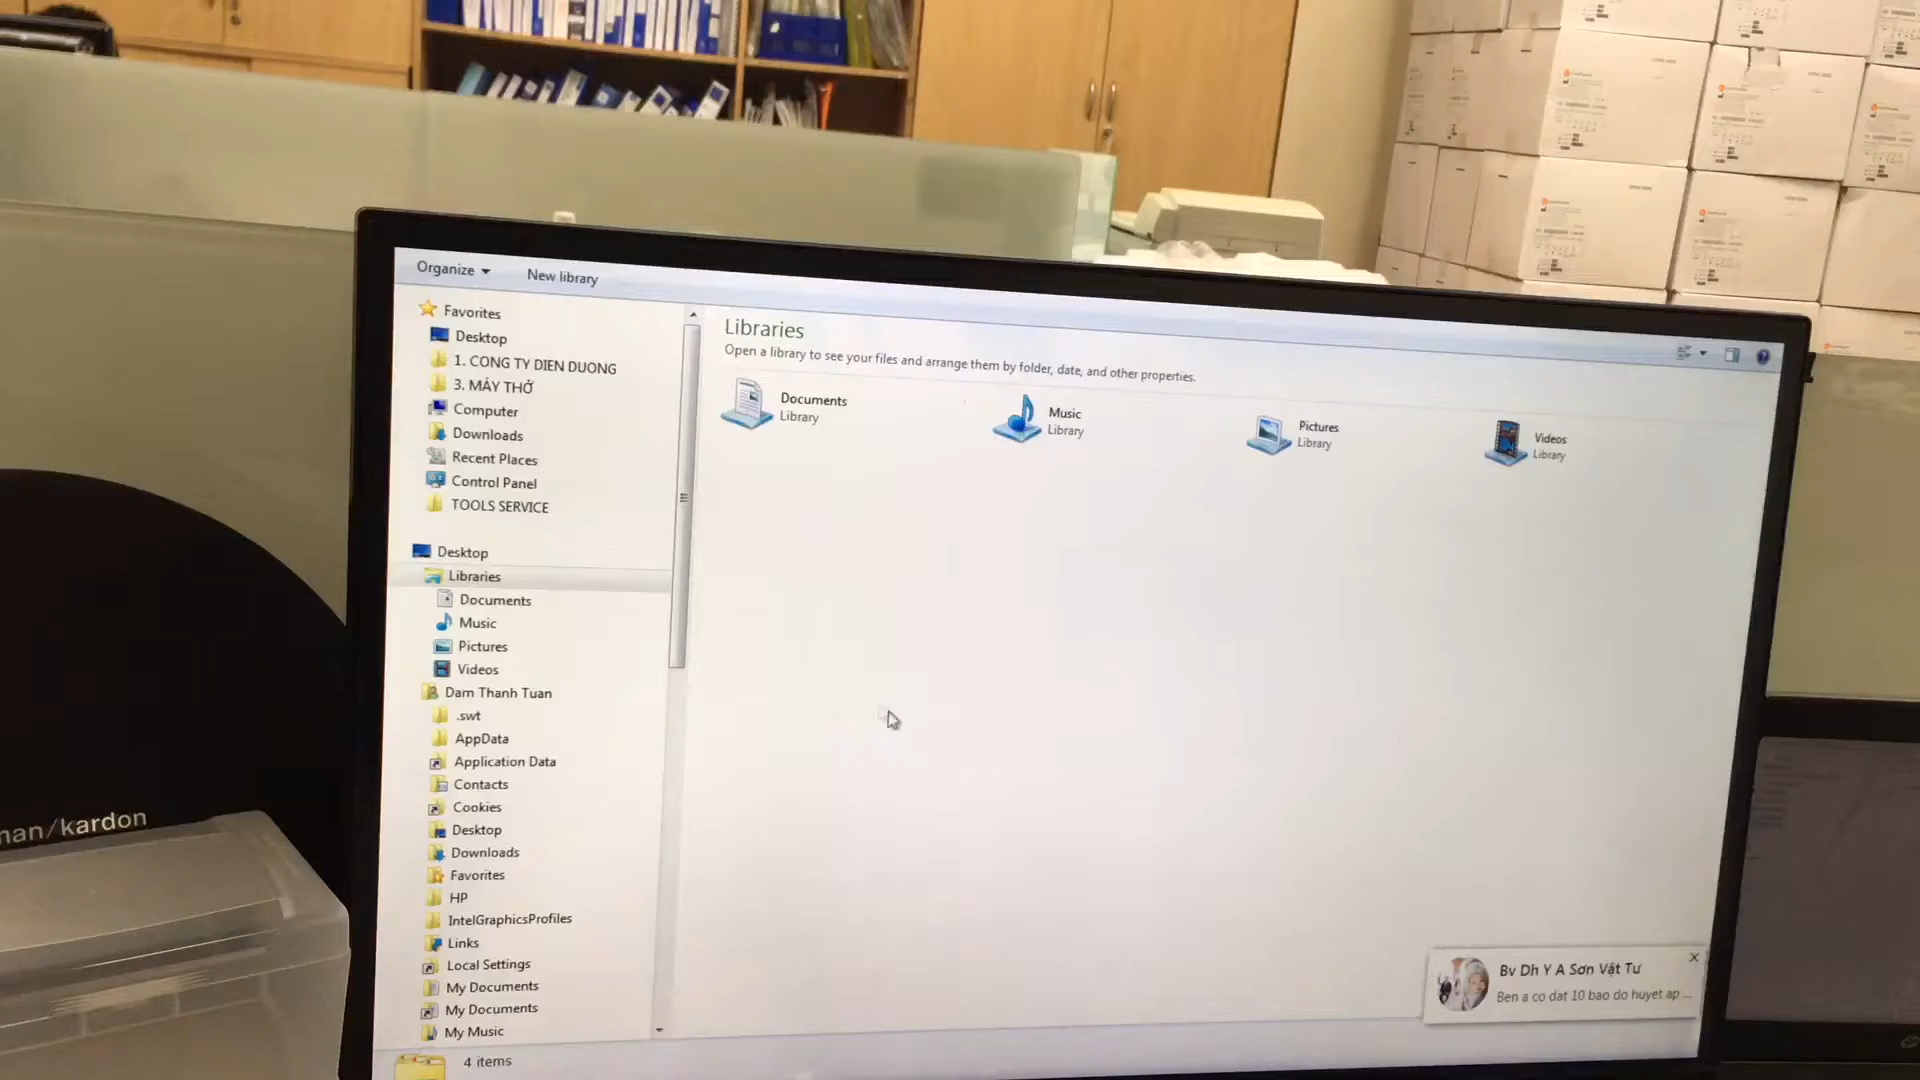 Organize
New library
Favorites
Desktop
1. CONG TY DIEN DUONG
3. MÁY THỞ
Computer
Downloads
Recent Places
Control Panel
TOOLS SERVICE
Desktop
Libraries
Documents
Music
Pictures
Videos
Dam Thanh Tuan
.swt
AppData
Application Data
Contacts
Cookies
Desktop
Downloads
Favorites
HP
IntelGraphicsProfiles
Links
Local Settings
My Documents
My Documents
My Music
4 items
Libraries
Open a library to see your files and arrange them by folder, date, and other properties.
Documents
Library
Music
Library
Pictures
Library
Videos
Library
Bv Dh Y A Sơn Vật Tư
Ben a co dat 10 bao do huyet ap ...
man/kardon